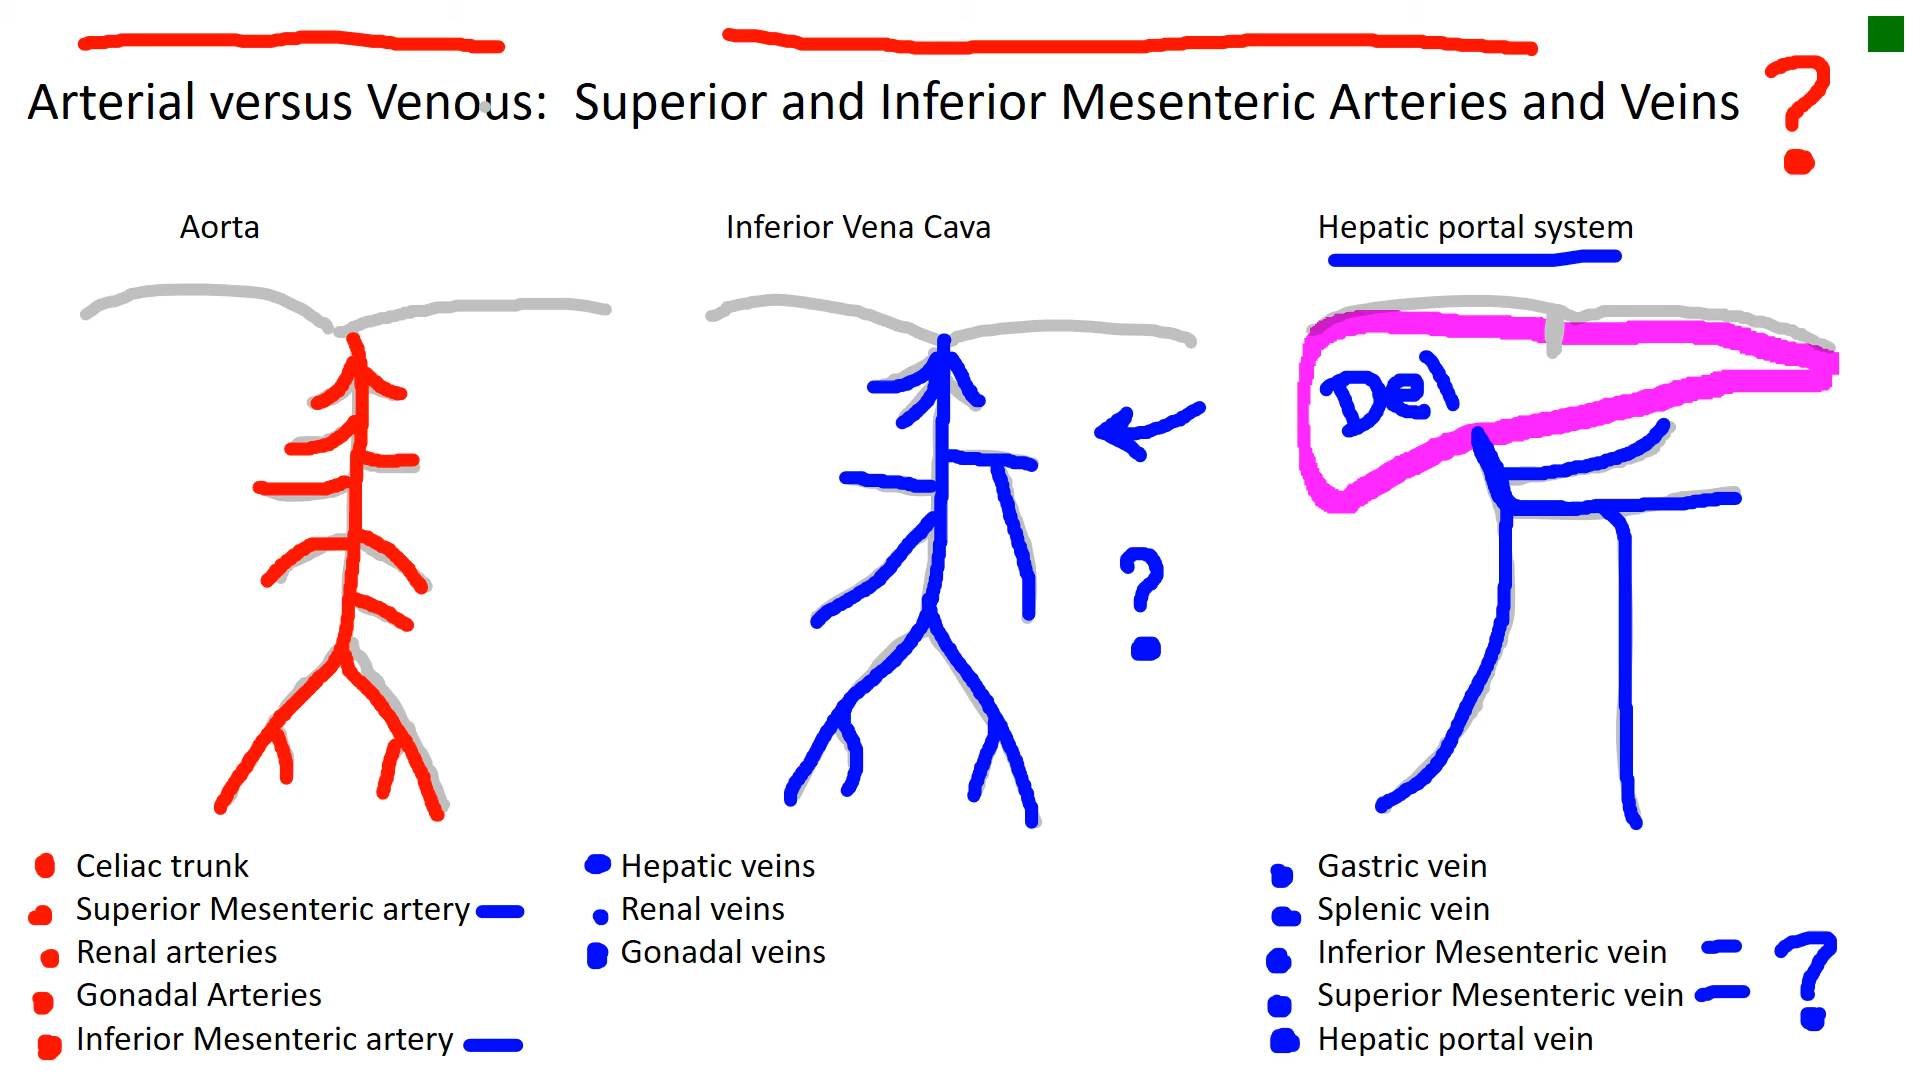 Arterial versus Venous: Superior and Inferior Mesenteric Arteries and Veins ?
Aorta
Inferior Vena Cava
Hepatic portal system
Del
?
Celiac trunk
Superior Mesenteric artery
Renal arteries
Gonadal Arteries
Inferior Mesenteric artery
Hepatic veins
Renal veins
Gonadal veins
Gastric vein
Splenic vein
Inferior Mesenteric vein
Superior Mesenteric vein
Hepatic portal vein
?